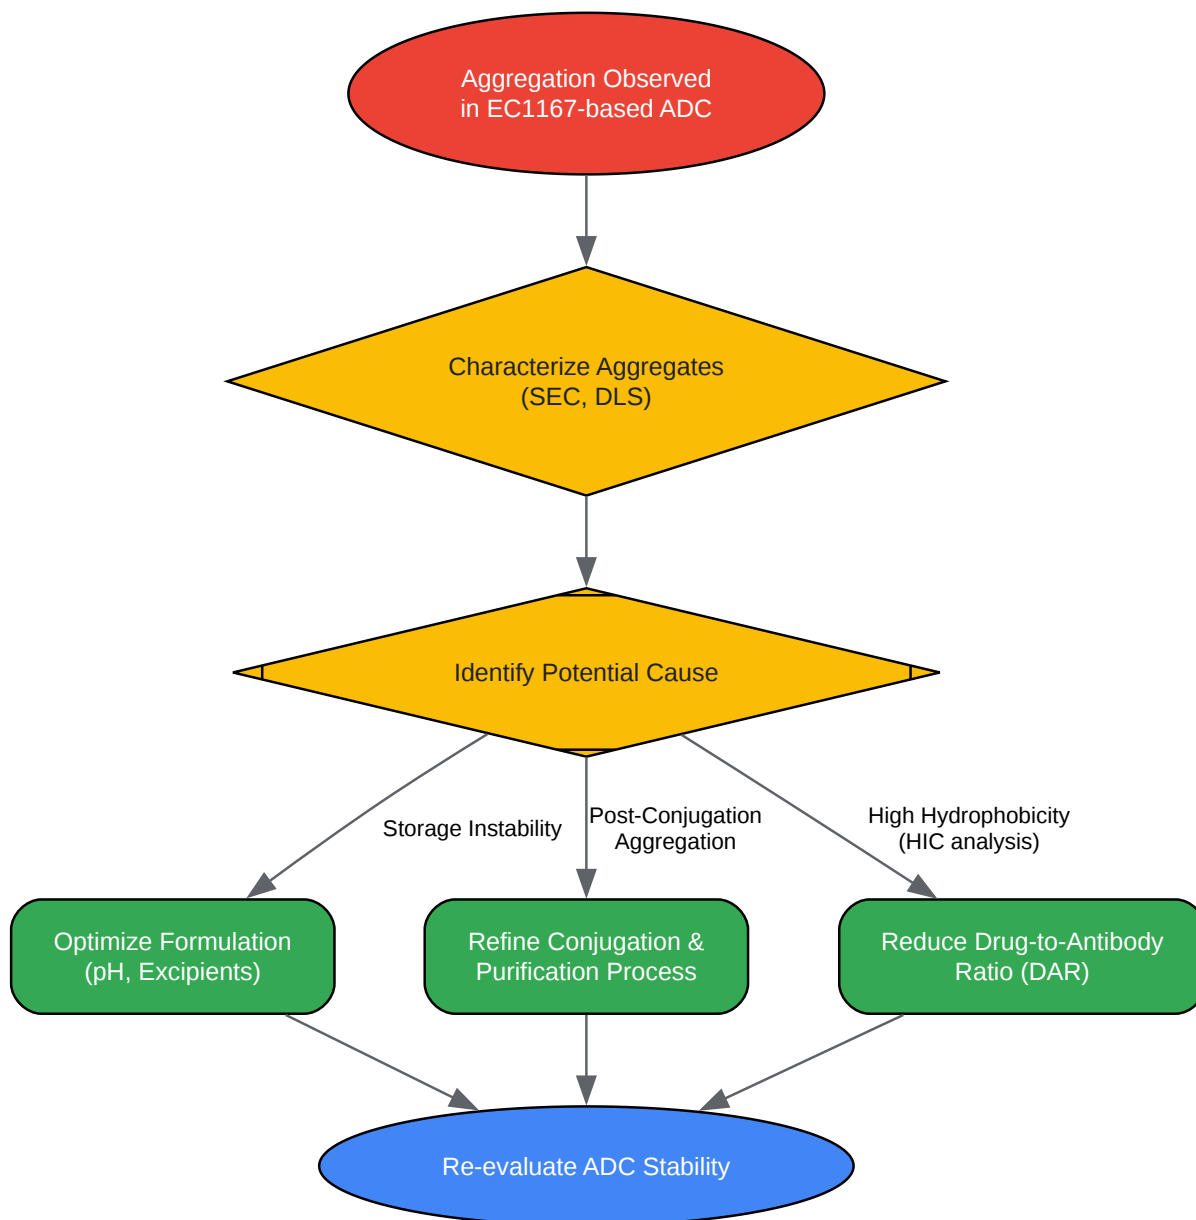 Aggregation Observed
in EC1167-based ADC
Characterize Aggregates
(SEC, DLS)
Identify Potential Cause
Storage Instability
Post-Conjugation
Aggregation
High Hydrophobicity
(HIC analysis)
Optimize Formulation
(pH, Excipients)
Refine Conjugation &
Purification Process
Reduce Drug-to-Antibody
Ratio (DAR)
Re-evaluate ADC Stability